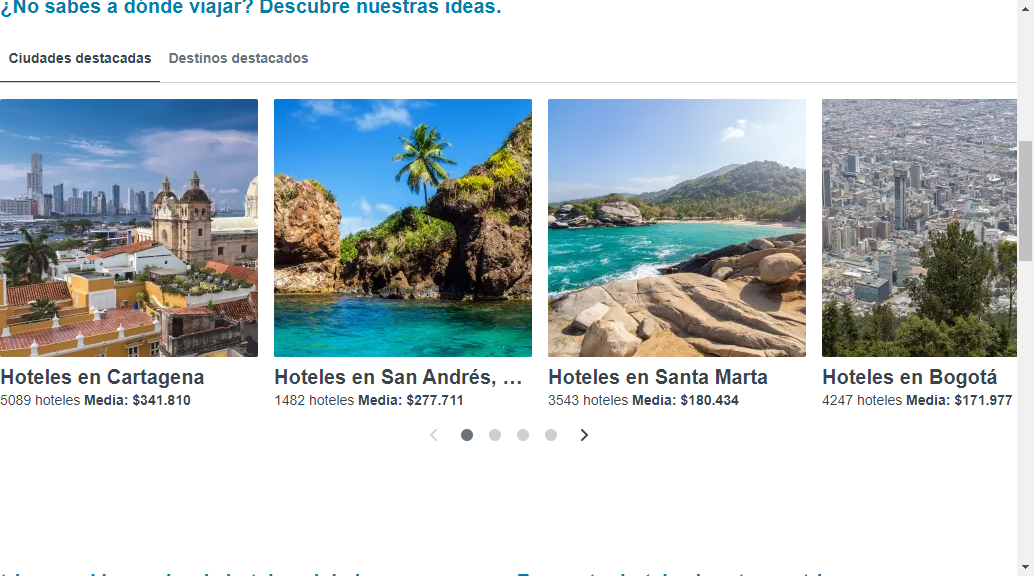 ¿No sabes a dónde viajar? Descubre nuestras ideas.
Ciudades destacadas Destinos destacados
Hoteles en Cartagena
5089 hoteles Media: $341.810
Hoteles en San Andrés, ...
1482 hoteles Media: $277.711
Hoteles en Santa Marta
3543 hoteles Media: $180.434
Hoteles en Bogotá
4247 hoteles Media: $171.977